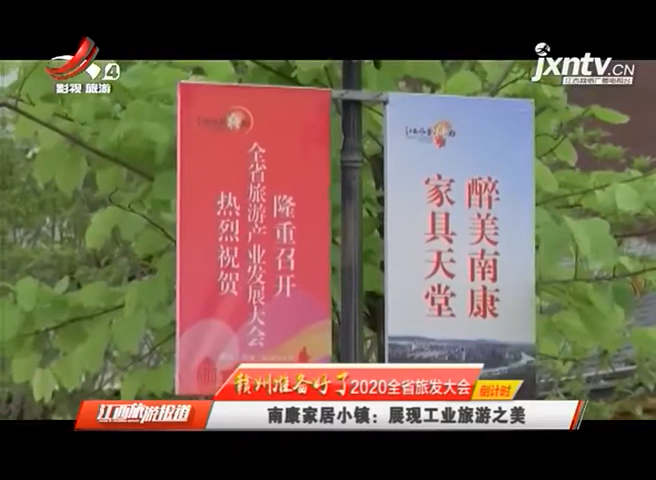 4
影视 旅游
jxntv.CN
江西网络广播电视台
热烈祝贺
全省旅游产业发展大会
隆重召开
家具天堂
醉美南康
赣州准备好了2020全省旅发大会 倒计时
江西旅游报道
南康家居小镇：展现工业旅游之美